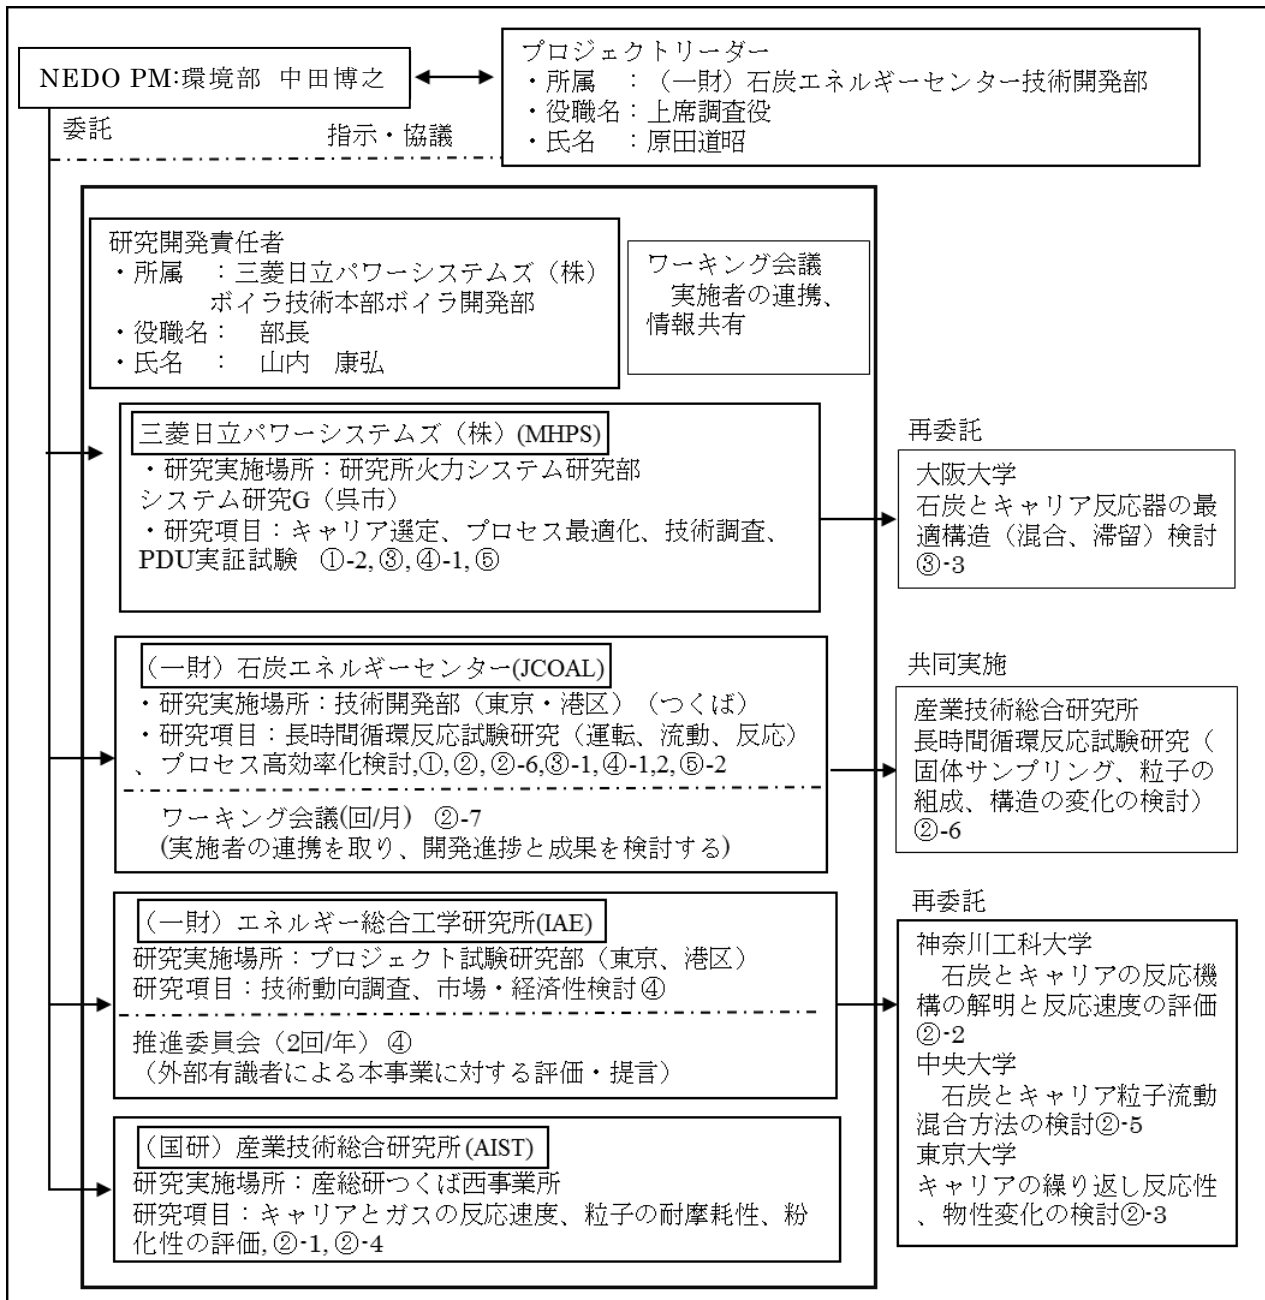 NEDO PM:環境部 中田博之
プロジェクトリーダー
・所属　：（一財）石炭エネルギーセンター技術開発部
・役職名：上席調査役
・氏名　：原田道昭
委託
指示・協議
研究開発責任者
・所属　：三菱日立パワーシステムズ（株）
ボイラ技術本部ボイラ開発部
・役職名：　部長
・氏名　：　山内　康弘
ワーキング会議
実施者の連携、
情報共有
三菱日立パワーシステムズ（株）(MHPS)
・研究実施場所：研究所火力システム研究部
システム研究G（呉市）
・研究項目：キャリア選定、プロセス最適化、技術調査、
PDU実証試験　①-2, ③, ④-1, ⑤
再委託
大阪大学
石炭とキャリア反応器の最
適構造（混合、滞留）検討
③-3
（一財）石炭エネルギーセンター(JCOAL)
・研究実施場所：技術開発部（東京・港区）（つくば）
・研究項目：長時間循環反応試験研究（運転、流動、反応）
、プロセス高効率化検討,①, ②, ②-6,③-1, ④-1,2, ⑤-2
ワーキング会議(回/月)　②-7
(実施者の連携を取り、開発進捗と成果を検討する)
共同実施
産業技術総合研究所
長時間循環反応試験研究（
固体サンプリング、粒子の
組成、構造の変化の検討）
②-6
（一財）エネルギー総合工学研究所(IAE)
研究実施場所：プロジェクト試験研究部（東京、港区）
研究項目：技術動向調査、市場・経済性検討④
推進委員会（2回/年）④
（外部有識者による本事業に対する評価・提言）
再委託
神奈川工科大学
石炭とキャリアの反応機
構の解明と反応速度の評価
②-2
中央大学
石炭とキャリア粒子流動
混合方法の検討②-5
東京大学
キャリアの繰り返し反応性
、物性変化の検討②-3
（国研）産業技術総合研究所(AIST)
研究実施場所：産総研つくば西事業所
研究項目：キャリアとガスの反応速度、粒子の耐摩耗性、粉
化性の評価, ②-1, ②-4